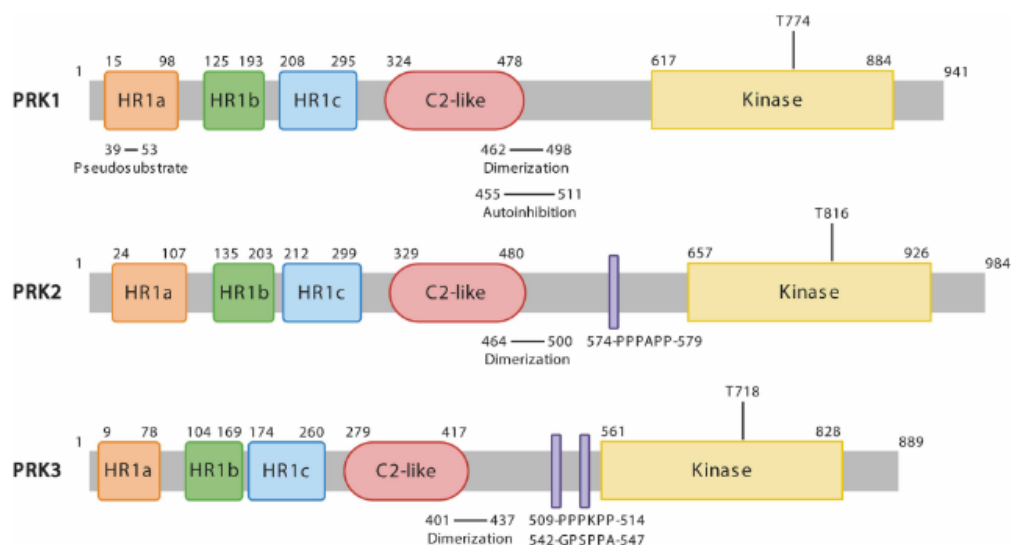 T774
1 15 98 125 193 208 295 324 478 617 884 941
PRK1 HR1a HR1b HR1c C2-like Kinase
39 — 53 462 — 498
Pseudosubstrate Dimerization
455 — 511
Autoinhibition
T816
1 24 107 135 203 212 299 329 480 657 926 984
PRK2 HR1a HR1b HR1c C2-like Kinase
464 — 500 574-PPPAPP-579
Dimerization
T718
1 9 78 104 169 174 260 279 417 561 828 889
PRK3 HR1a HR1b HR1c C2-like Kinase
401 — 437 509-PPPKPP-514
Dimerization 542-GPSPPA-547